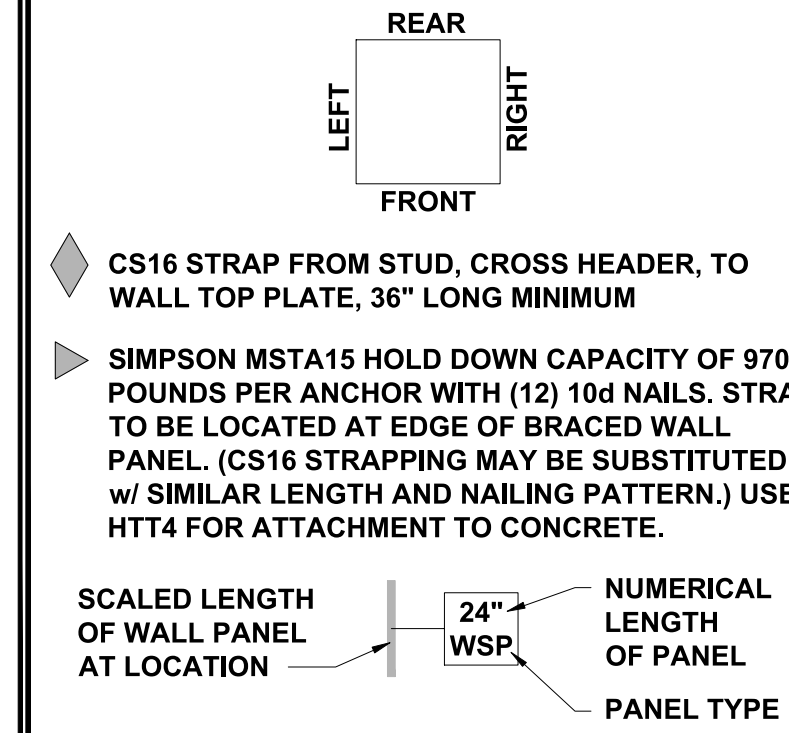 REAR
LEFT
RIGHT
FRONT
CS16 STRAP FROM STUD, CROSS HEADER, TO
WALL TOP PLATE, 36" LONG MINIMUM
SIMPSON MSTA15 HOLD DOWN CAPACITY OF 970
POUNDS PER ANCHOR WITH (12) 10d NAILS. STRA
TO BE LOCATED AT EDGE OF BRACED WALL
PANEL. (CS16 STRAPPING MAY BE SUBSTITUTED
w/ SIMILAR LENGTH AND NAILING PATTERN.) USE
HTT4 FOR ATTACHMENT TO CONCRETE.
SCALED LENGTH
OF WALL PANEL
AT LOCATION
24"
WSP
NUMERICAL
LENGTH
OF PANEL
PANEL TYPE